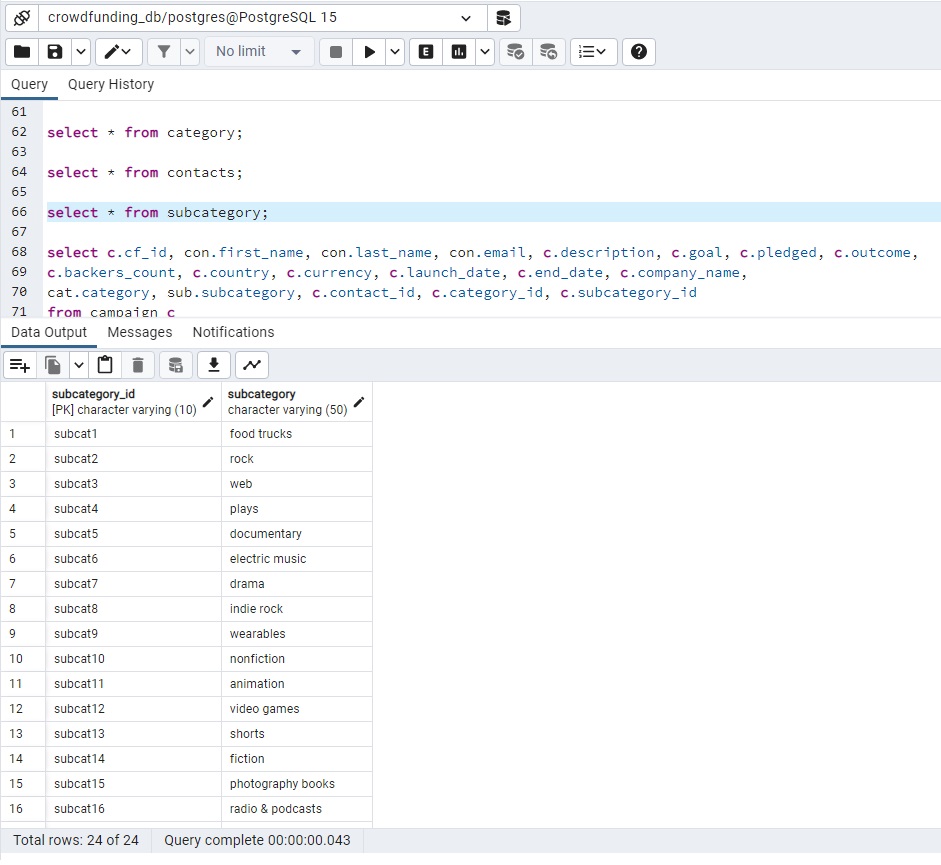 crowdfunding_db/postgres@PostgreSQL 15
No limit
E
Query Query History
61
62 select * from category;
63
64 select * from contacts;
65
66 select * from subcategory;
67
68 select c.cf_id, con.first_name, con.last_name, con.email, c.description, c.goal, c.pledged, c.outcome,
69 c.backers_count, c.country, c.currency, c.launch_date, c.end_date, c.company_name,
70 cat.category, sub.subcategory, c.contact_id, c.category_id, c.subcategory_id
71 from campaign c
Data Output Messages Notifications
subcategory_id subcategory
[PK] character varying (10) character varying (50)
1 subcat1 food trucks
2 subcat2 rock
3 subcat3 web
4 subcat4 plays
5 subcat5 documentary
6 subcat6 electric music
7 subcat7 drama
8 subcat8 indie rock
9 subcat9 wearables
10 subcat10 nonfiction
11 subcat11 animation
12 subcat12 video games
13 subcat13 shorts
14 subcat14 fiction
15 subcat15 photography books
16 subcat16 radio & podcasts
Total rows: 24 of 24 Query complete 00:00:00.043